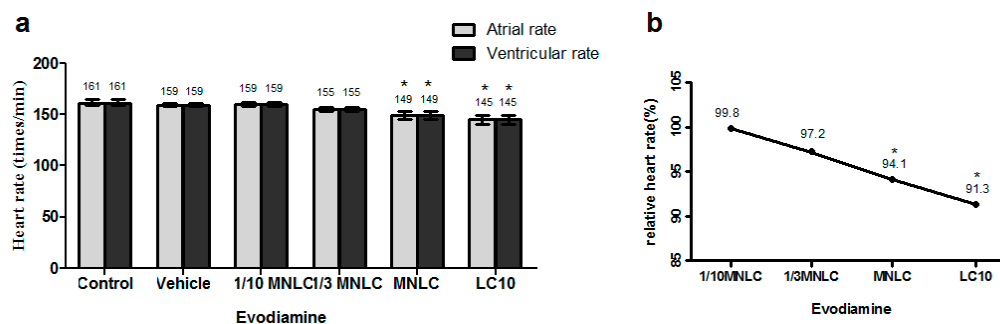 a
Atrial rate
Ventricular rate
Heart rate (times/min)
200
150
100
50
0
161 161
159 159
159 159
155 155
* *
149 149
* *
145 145
Control Vehicle 1/10 MNLC 1/3 MNLC MNLC LC10
Evodiamine
b
relative heart rate(%)
105
100
95
90
85
99.8
97.2
*
94.1
*
91.3
1/10MNLC 1/3MNLC MNLC LC10
Evodiamine